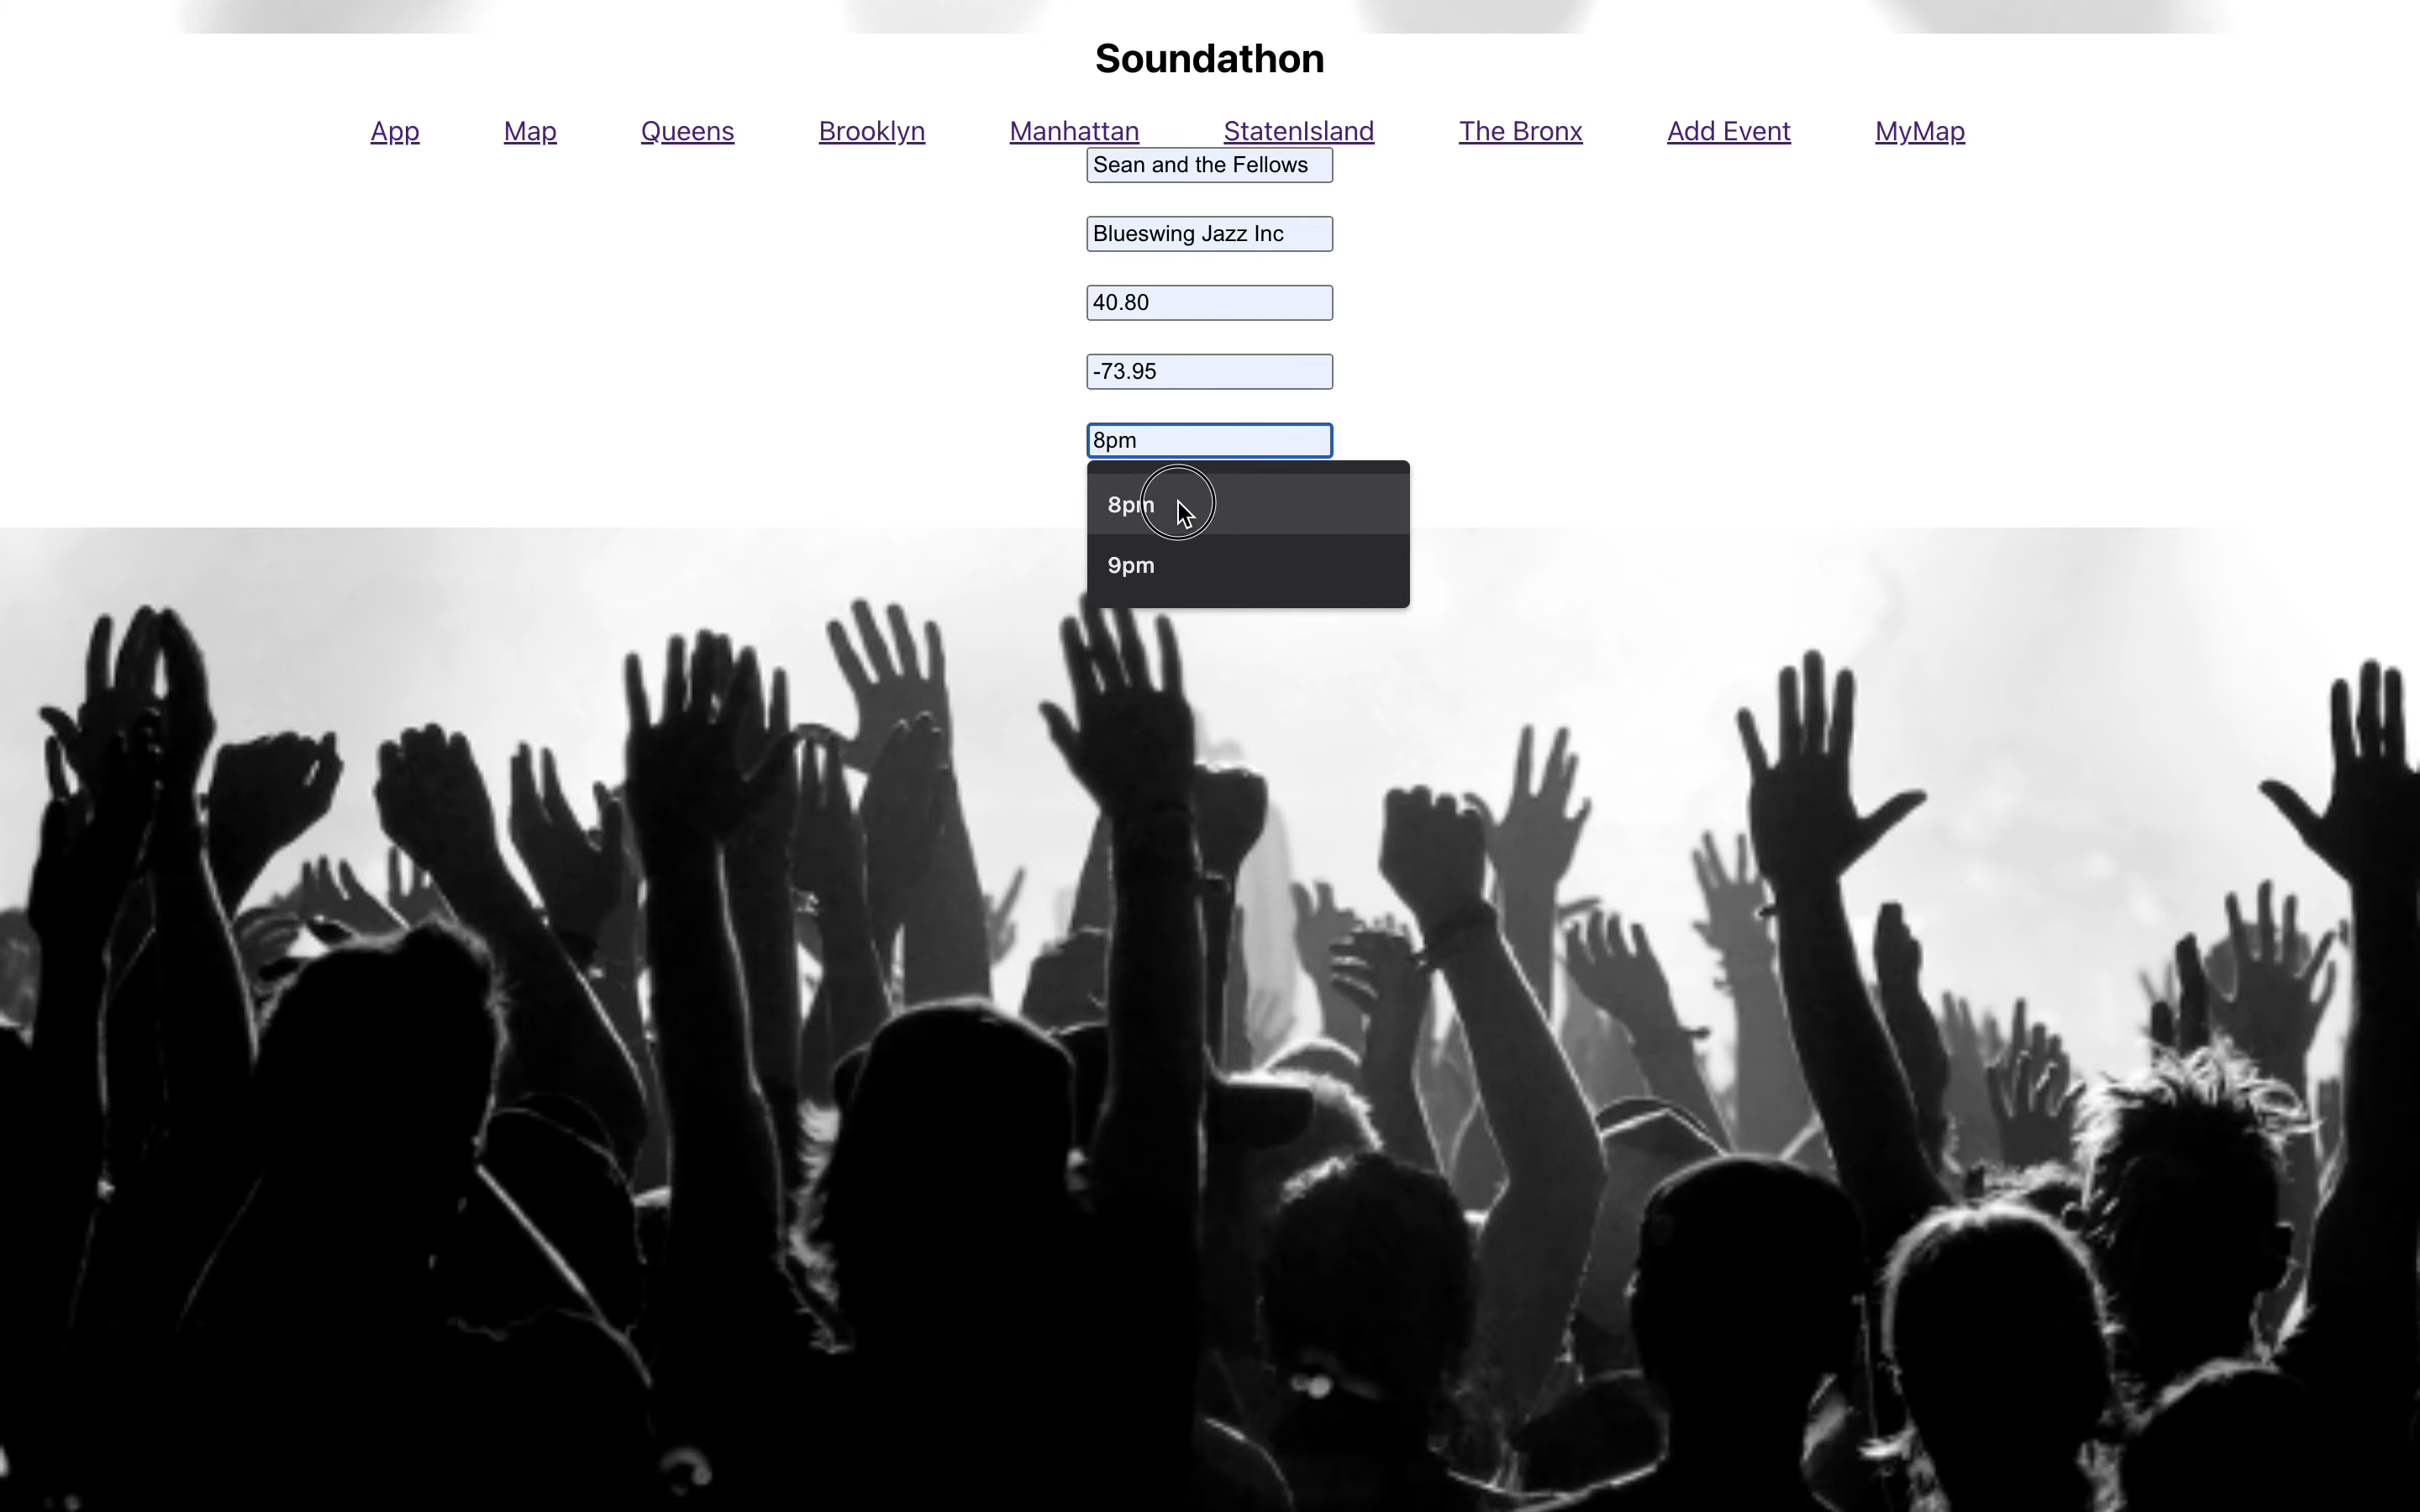 Soundathon
App Map Queens Brooklyn Manhattan StatenIsland The Bronx Add Event MyMap
Sean and the Fellows
Blueswing Jazz Inc
40.80
-73.95
8pm
8pm
9pm